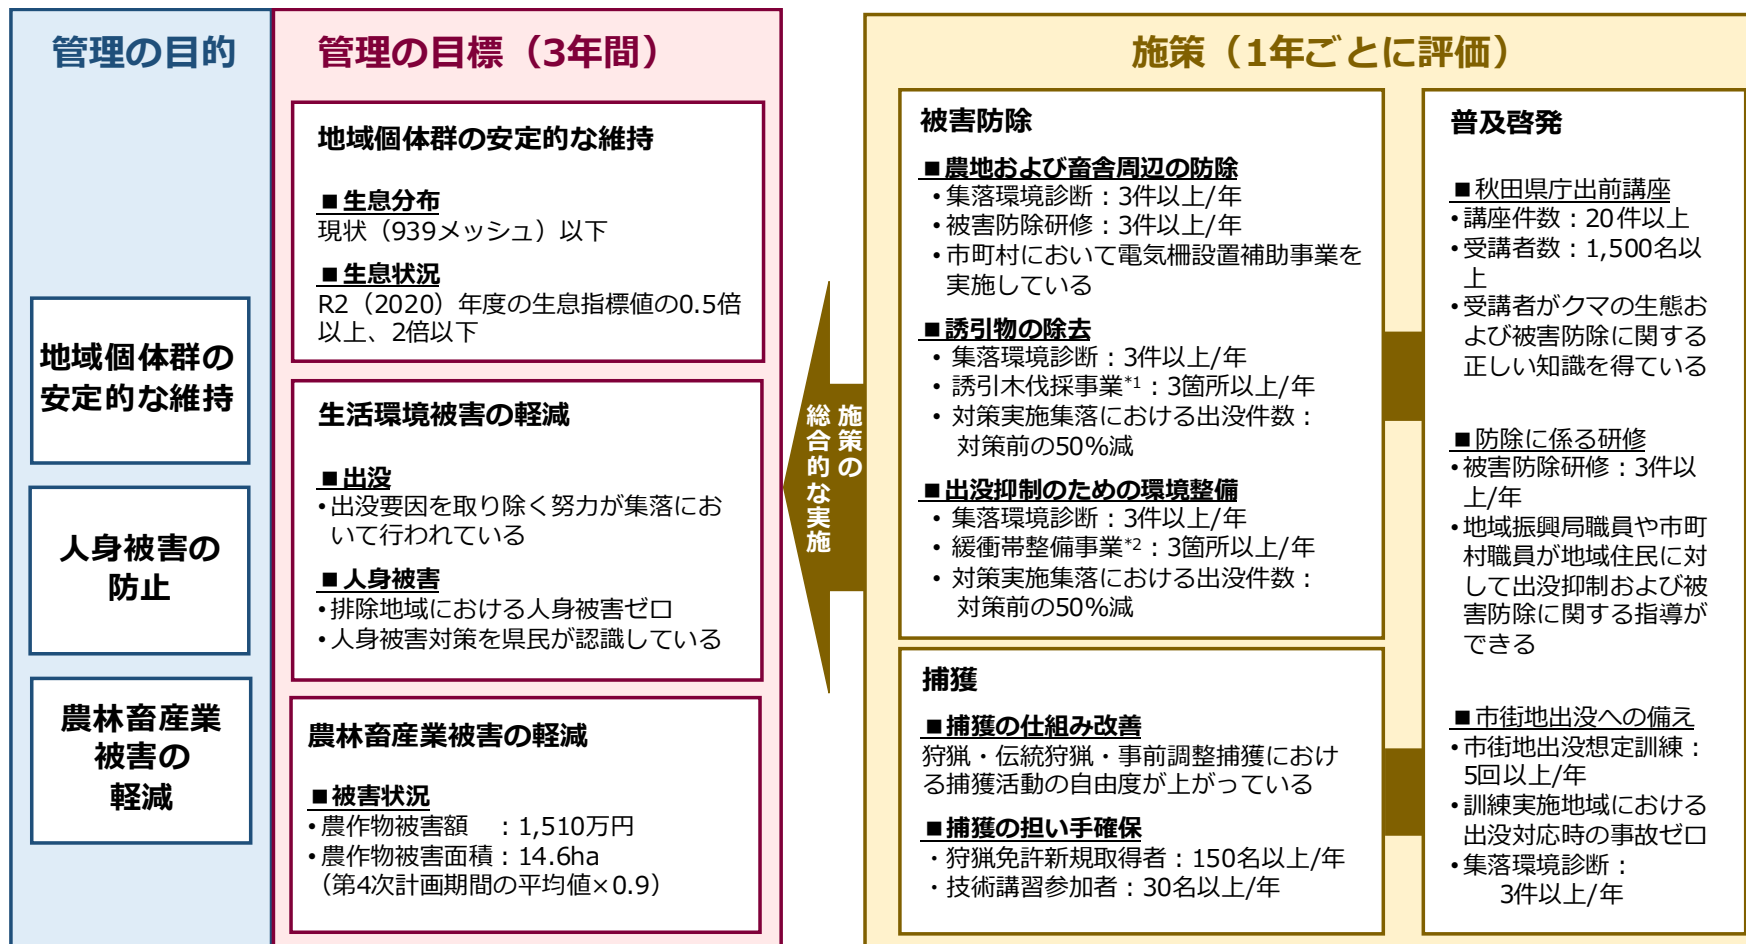 管理の目的
地域個体群の
安定的な維持
人身被害の
防止
農林畜産業
被害の
軽減
管理の目標（3年間）
地域個体群の安定的な維持
■生息分布
現状（939メッシュ）以下
■生息状況
R2（2020）年度の生息指標値の0.5倍
以上、2倍以下
生活環境被害の軽減
■出没
•出没要因を取り除く努力が集落にお
いて行われている
■人身被害
•排除地域における人身被害ゼロ
•人身被害対策を県民が認識している
農林畜産業被害の軽減
■被害状況
•農作物被害額　：1,510万円
•農作物被害面積：14.6ha
（第4次計画期間の平均値×0.9）
施策の
総合的な実施
施策（1年ごとに評価）
被害防除
■農地および畜舎周辺の防除
•集落環境診断：3件以上/年
•被害防除研修：3件以上/年
•市町村において電気柵設置補助事業を
実施している
■誘引物の除去
• 集落環境診断：3件以上/年
• 誘引木伐採事業*1：3箇所以上/年
• 対策実施集落における出没件数：
対策前の50%減
■出没抑制のための環境整備
• 集落環境診断：3件以上/年
• 緩衝帯整備事業*2：3箇所以上/年
• 対策実施集落における出没件数：
対策前の50%減
捕獲
■捕獲の仕組み改善
狩猟・伝統狩猟・事前調整捕獲におけ
る捕獲活動の自由度が上がっている
■捕獲の担い手確保
・狩猟免許新規取得者：150名以上/年
・技術講習参加者：30名以上/年
普及啓発
■秋田県庁出前講座
•講座件数：20件以上
•受講者数：1,500名以
上
•受講者がクマの生態お
よび被害防除に関する
正しい知識を得ている
■防除に係る研修
•被害防除研修：3件以
上/年
•地域振興局職員や市町
村職員が地域住民に対
して出没抑制および被
害防除に関する指導が
できる
■市街地出没への備え
•市街地出没想定訓練：
5回以上/年
•訓練実施地域における
出没対応時の事故ゼロ
•集落環境診断：
3件以上/年